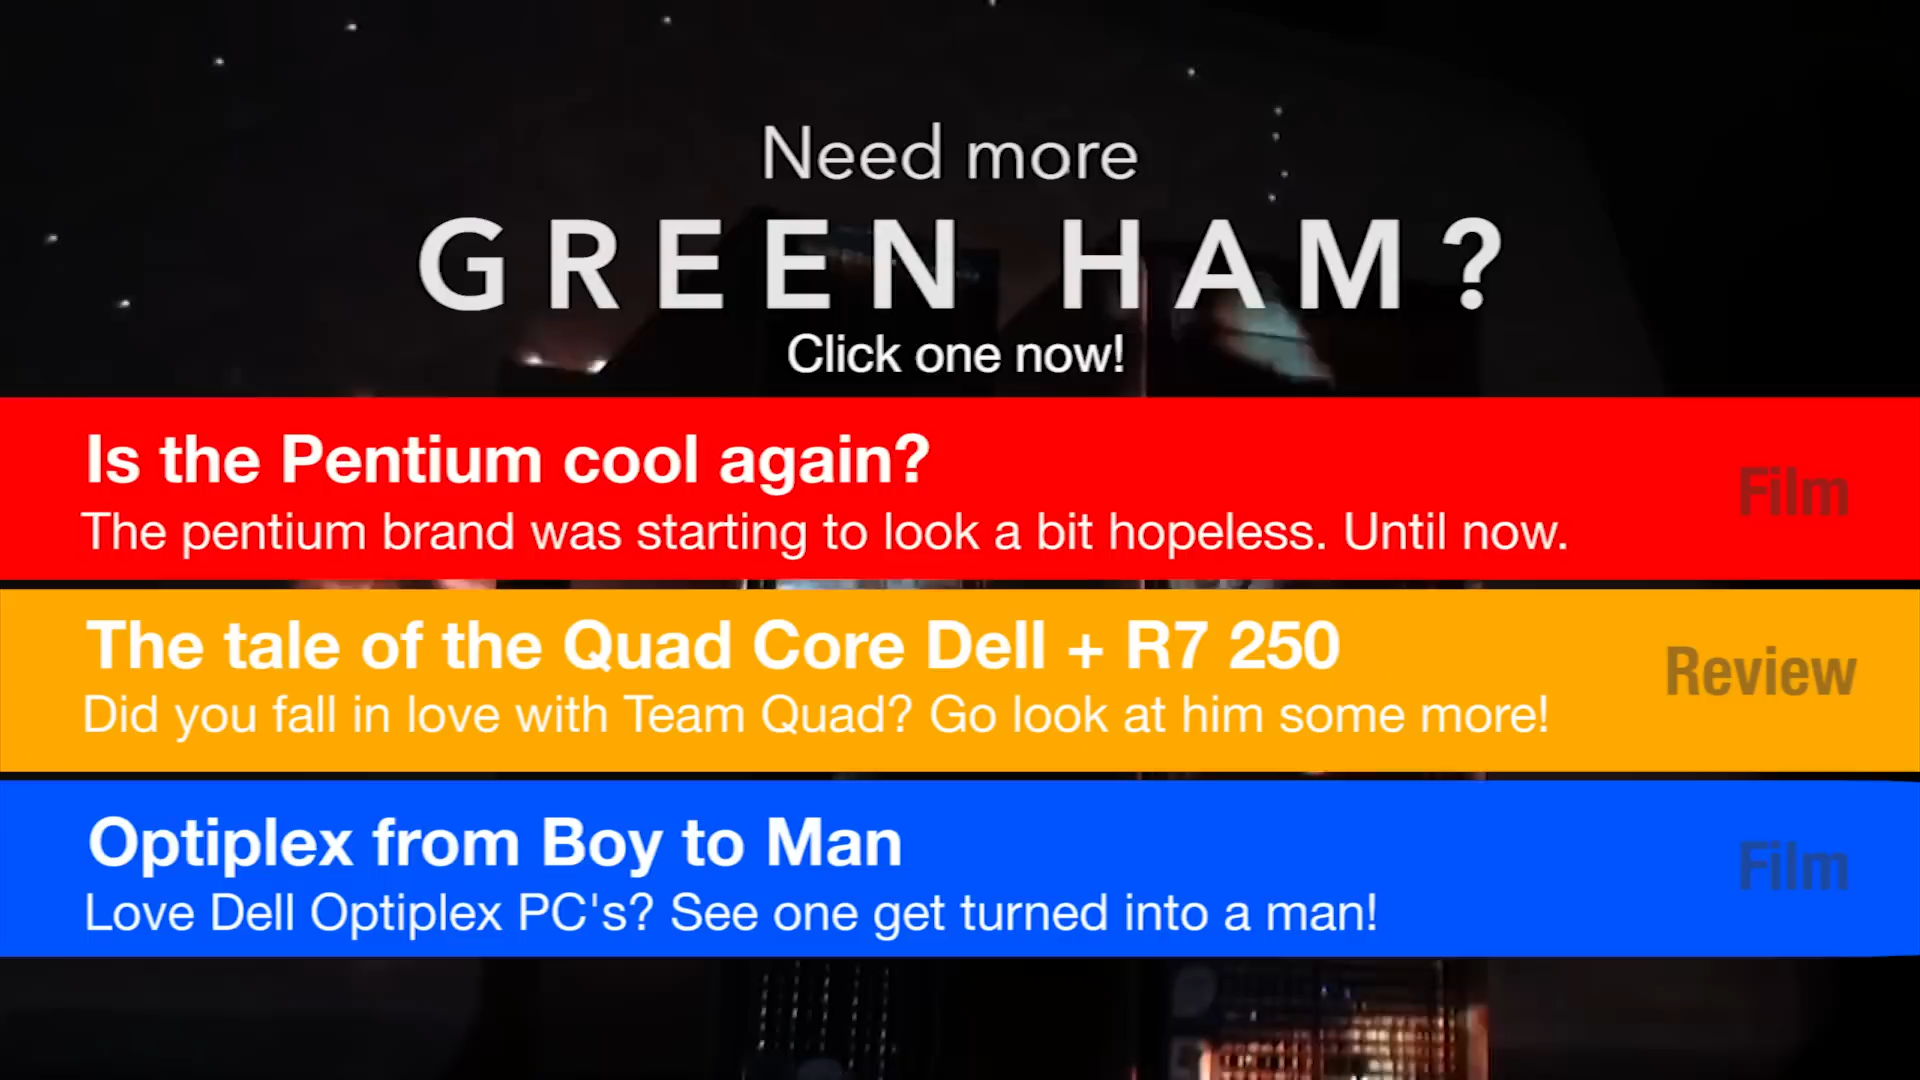 Need more
GREEN HAM?
Click one now!
Is the Pentium cool again?
The pentium brand was starting to look a bit hopeless. Until now.
Film
The tale of the Quad Core Dell + R7 250
Did you fall in love with Team Quad? Go look at him some more!
Review
Optiplex from Boy to Man
Love Dell Optiplex PC's? See one get turned into a man!
Film